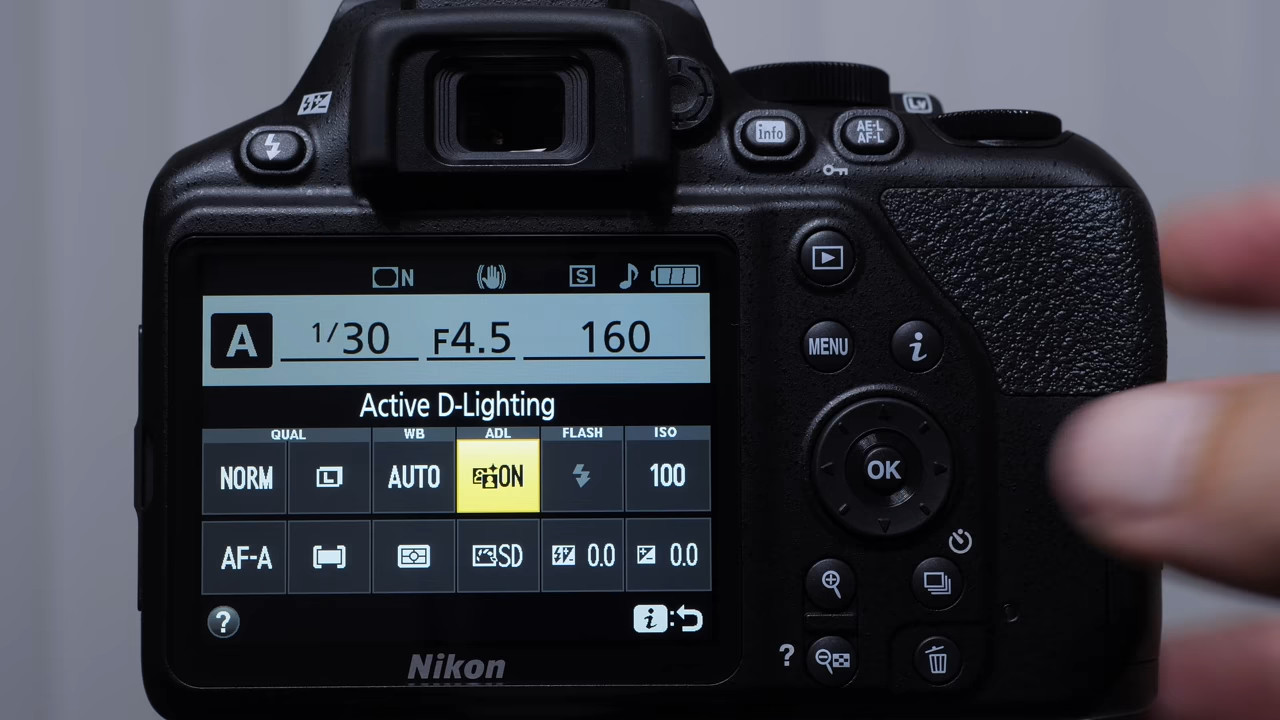 Lv
info
AE-L
AF-L
N
S
A
1/30
F4.5
160
Active D-Lighting
QUAL
WB
ADL
FLASH
ISO
NORM
L
AUTO
ON
100
AF-A
SD
0.0
0.0
?
i
MENU
i
OK
?
Nikon